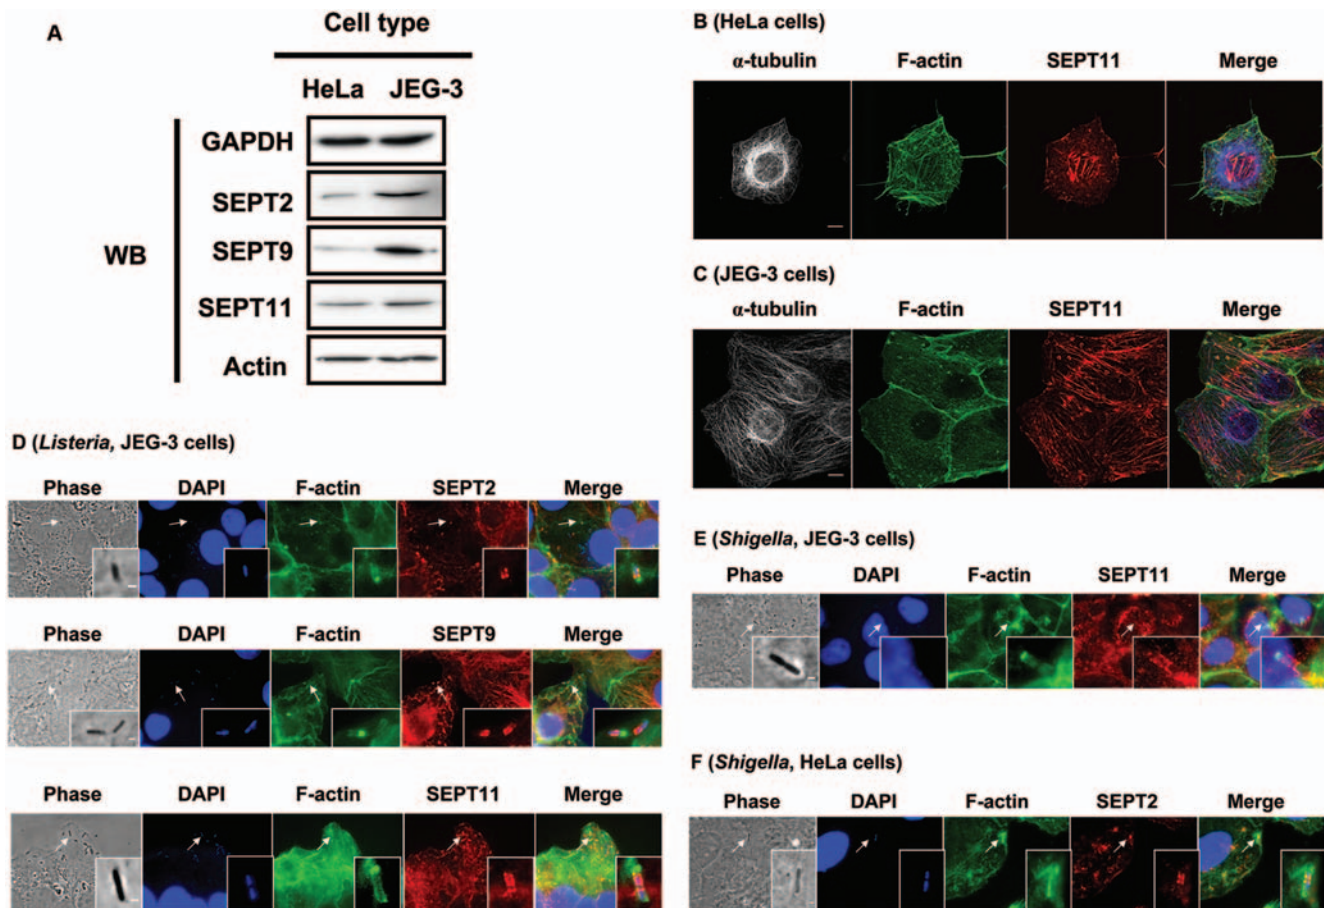 A
Cell type
HeLa JEG-3
GAPDH
SEPT2
WB
SEPT9
SEPT11
Actin
B (HeLa cells)
α-tubulin F-actin SEPT11 Merge
C (JEG-3 cells)
α-tubulin F-actin SEPT11 Merge
D (Listeria, JEG-3 cells)
Phase DAPI F-actin SEPT2 Merge
Phase DAPI F-actin SEPT9 Merge
Phase DAPI F-actin SEPT11 Merge
E (Shigella, JEG-3 cells)
Phase DAPI F-actin SEPT11 Merge
F (Shigella, HeLa cells)
Phase DAPI F-actin SEPT2 Merge